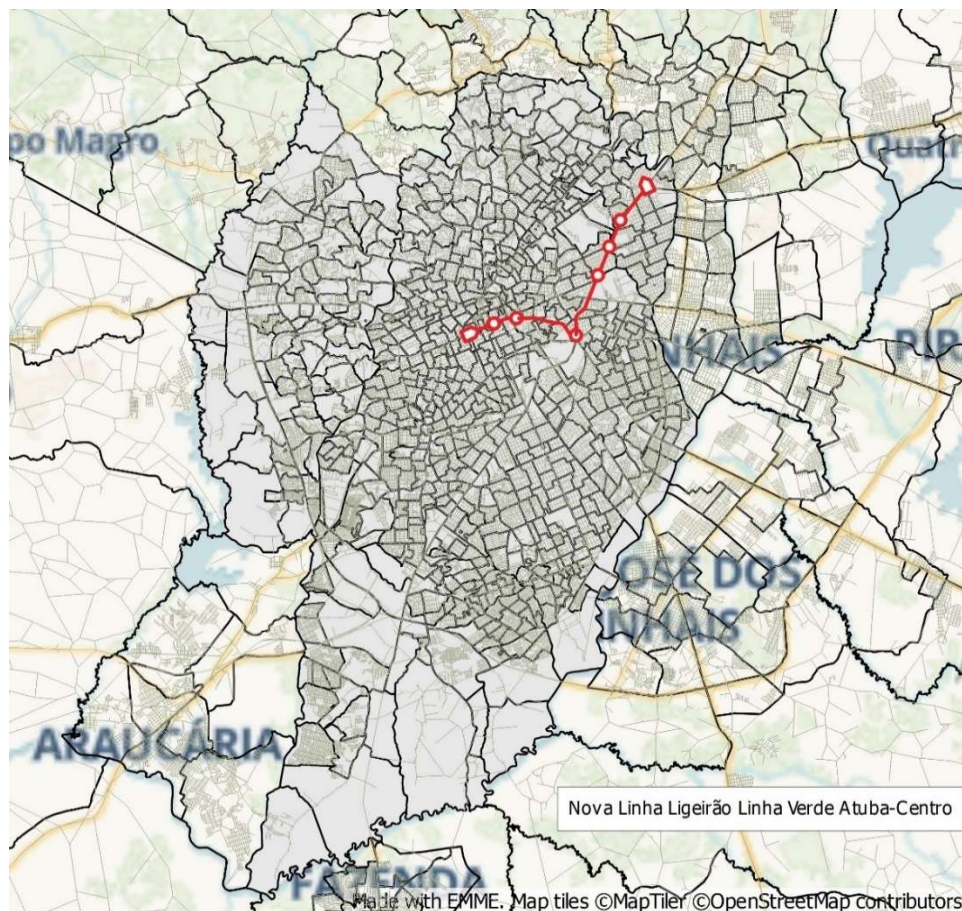 po Magro
Quatr
NHAIS
PIR
JOSÉ DOS
NHAIS
ARAUCÁRIA
Nova Linha Ligeirão Linha Verde Atuba-Centro
FAZENDA
Made with EMME. Map tiles ©MapTiler ©OpenStreetMap contributors